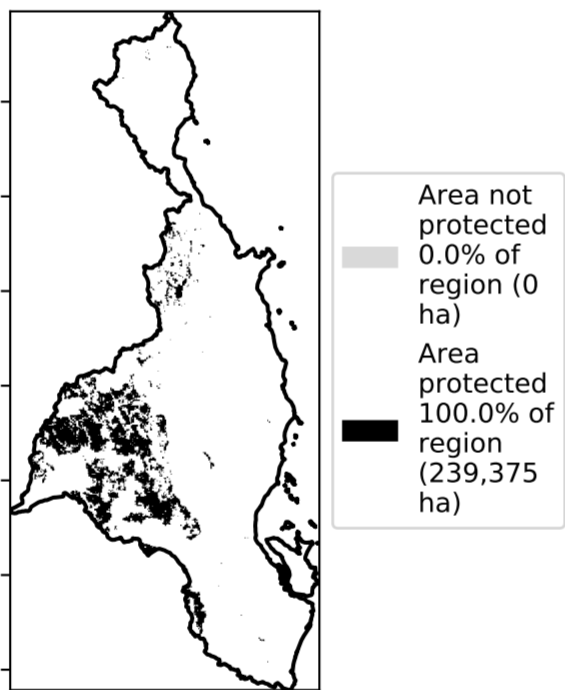 Area not
protected
0.0% of
region (0
ha)
Area
protected
100.0% of
region
(239,375
ha)